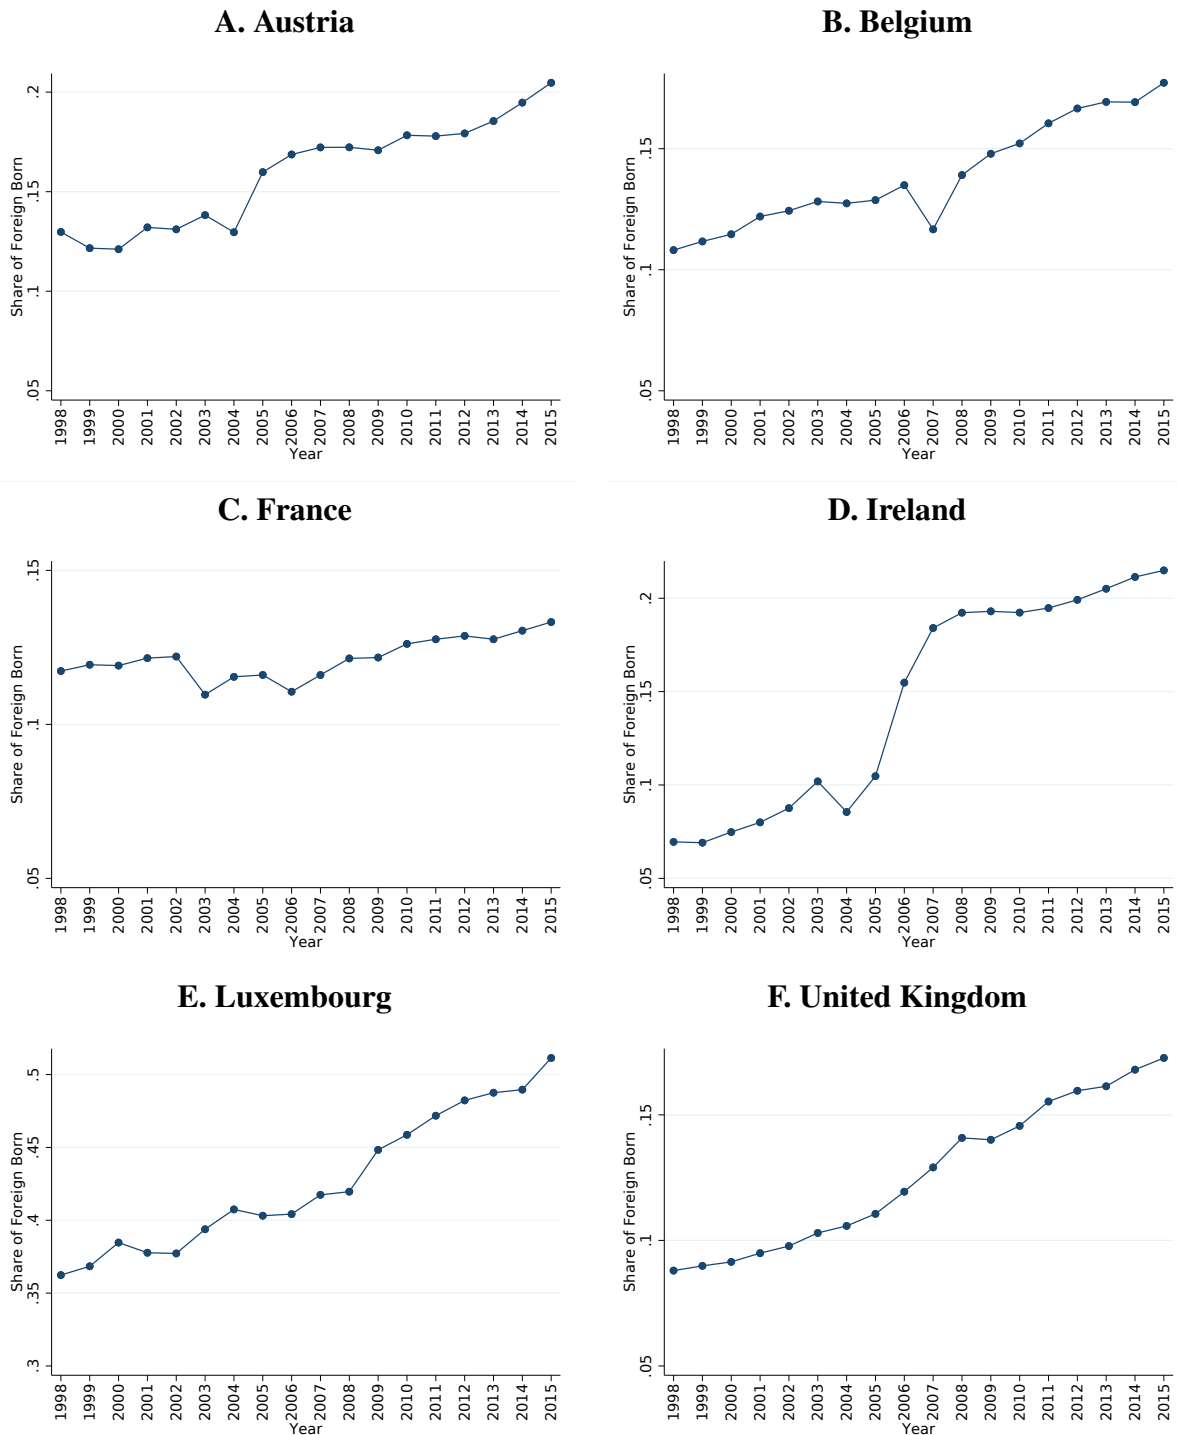 A. Austria
Share of Foreign Born
.2
.15
.1
.05
1998 1999 2000 2001 2002 2003 2004 2005 2006 2007 2008 2009 2010 2011 2012 2013 2014 2015
Year
B. Belgium
Share of Foreign Born
.15
.1
.05
1998 1999 2000 2001 2002 2003 2004 2005 2006 2007 2008 2009 2010 2011 2012 2013 2014 2015
Year
C. France
Share of Foreign Born
.15
.1
.05
1998 1999 2000 2001 2002 2003 2004 2005 2006 2007 2008 2009 2010 2011 2012 2013 2014 2015
Year
D. Ireland
Share of Foreign Born
.2
.15
.1
.05
1998 1999 2000 2001 2002 2003 2004 2005 2006 2007 2008 2009 2010 2011 2012 2013 2014 2015
Year
E. Luxembourg
Share of Foreign Born
.5
.45
.4
.35
.3
1998 1999 2000 2001 2002 2003 2004 2005 2006 2007 2008 2009 2010 2011 2012 2013 2014 2015
Year
F. United Kingdom
Share of Foreign Born
.15
.1
.05
1998 1999 2000 2001 2002 2003 2004 2005 2006 2007 2008 2009 2010 2011 2012 2013 2014 2015
Year